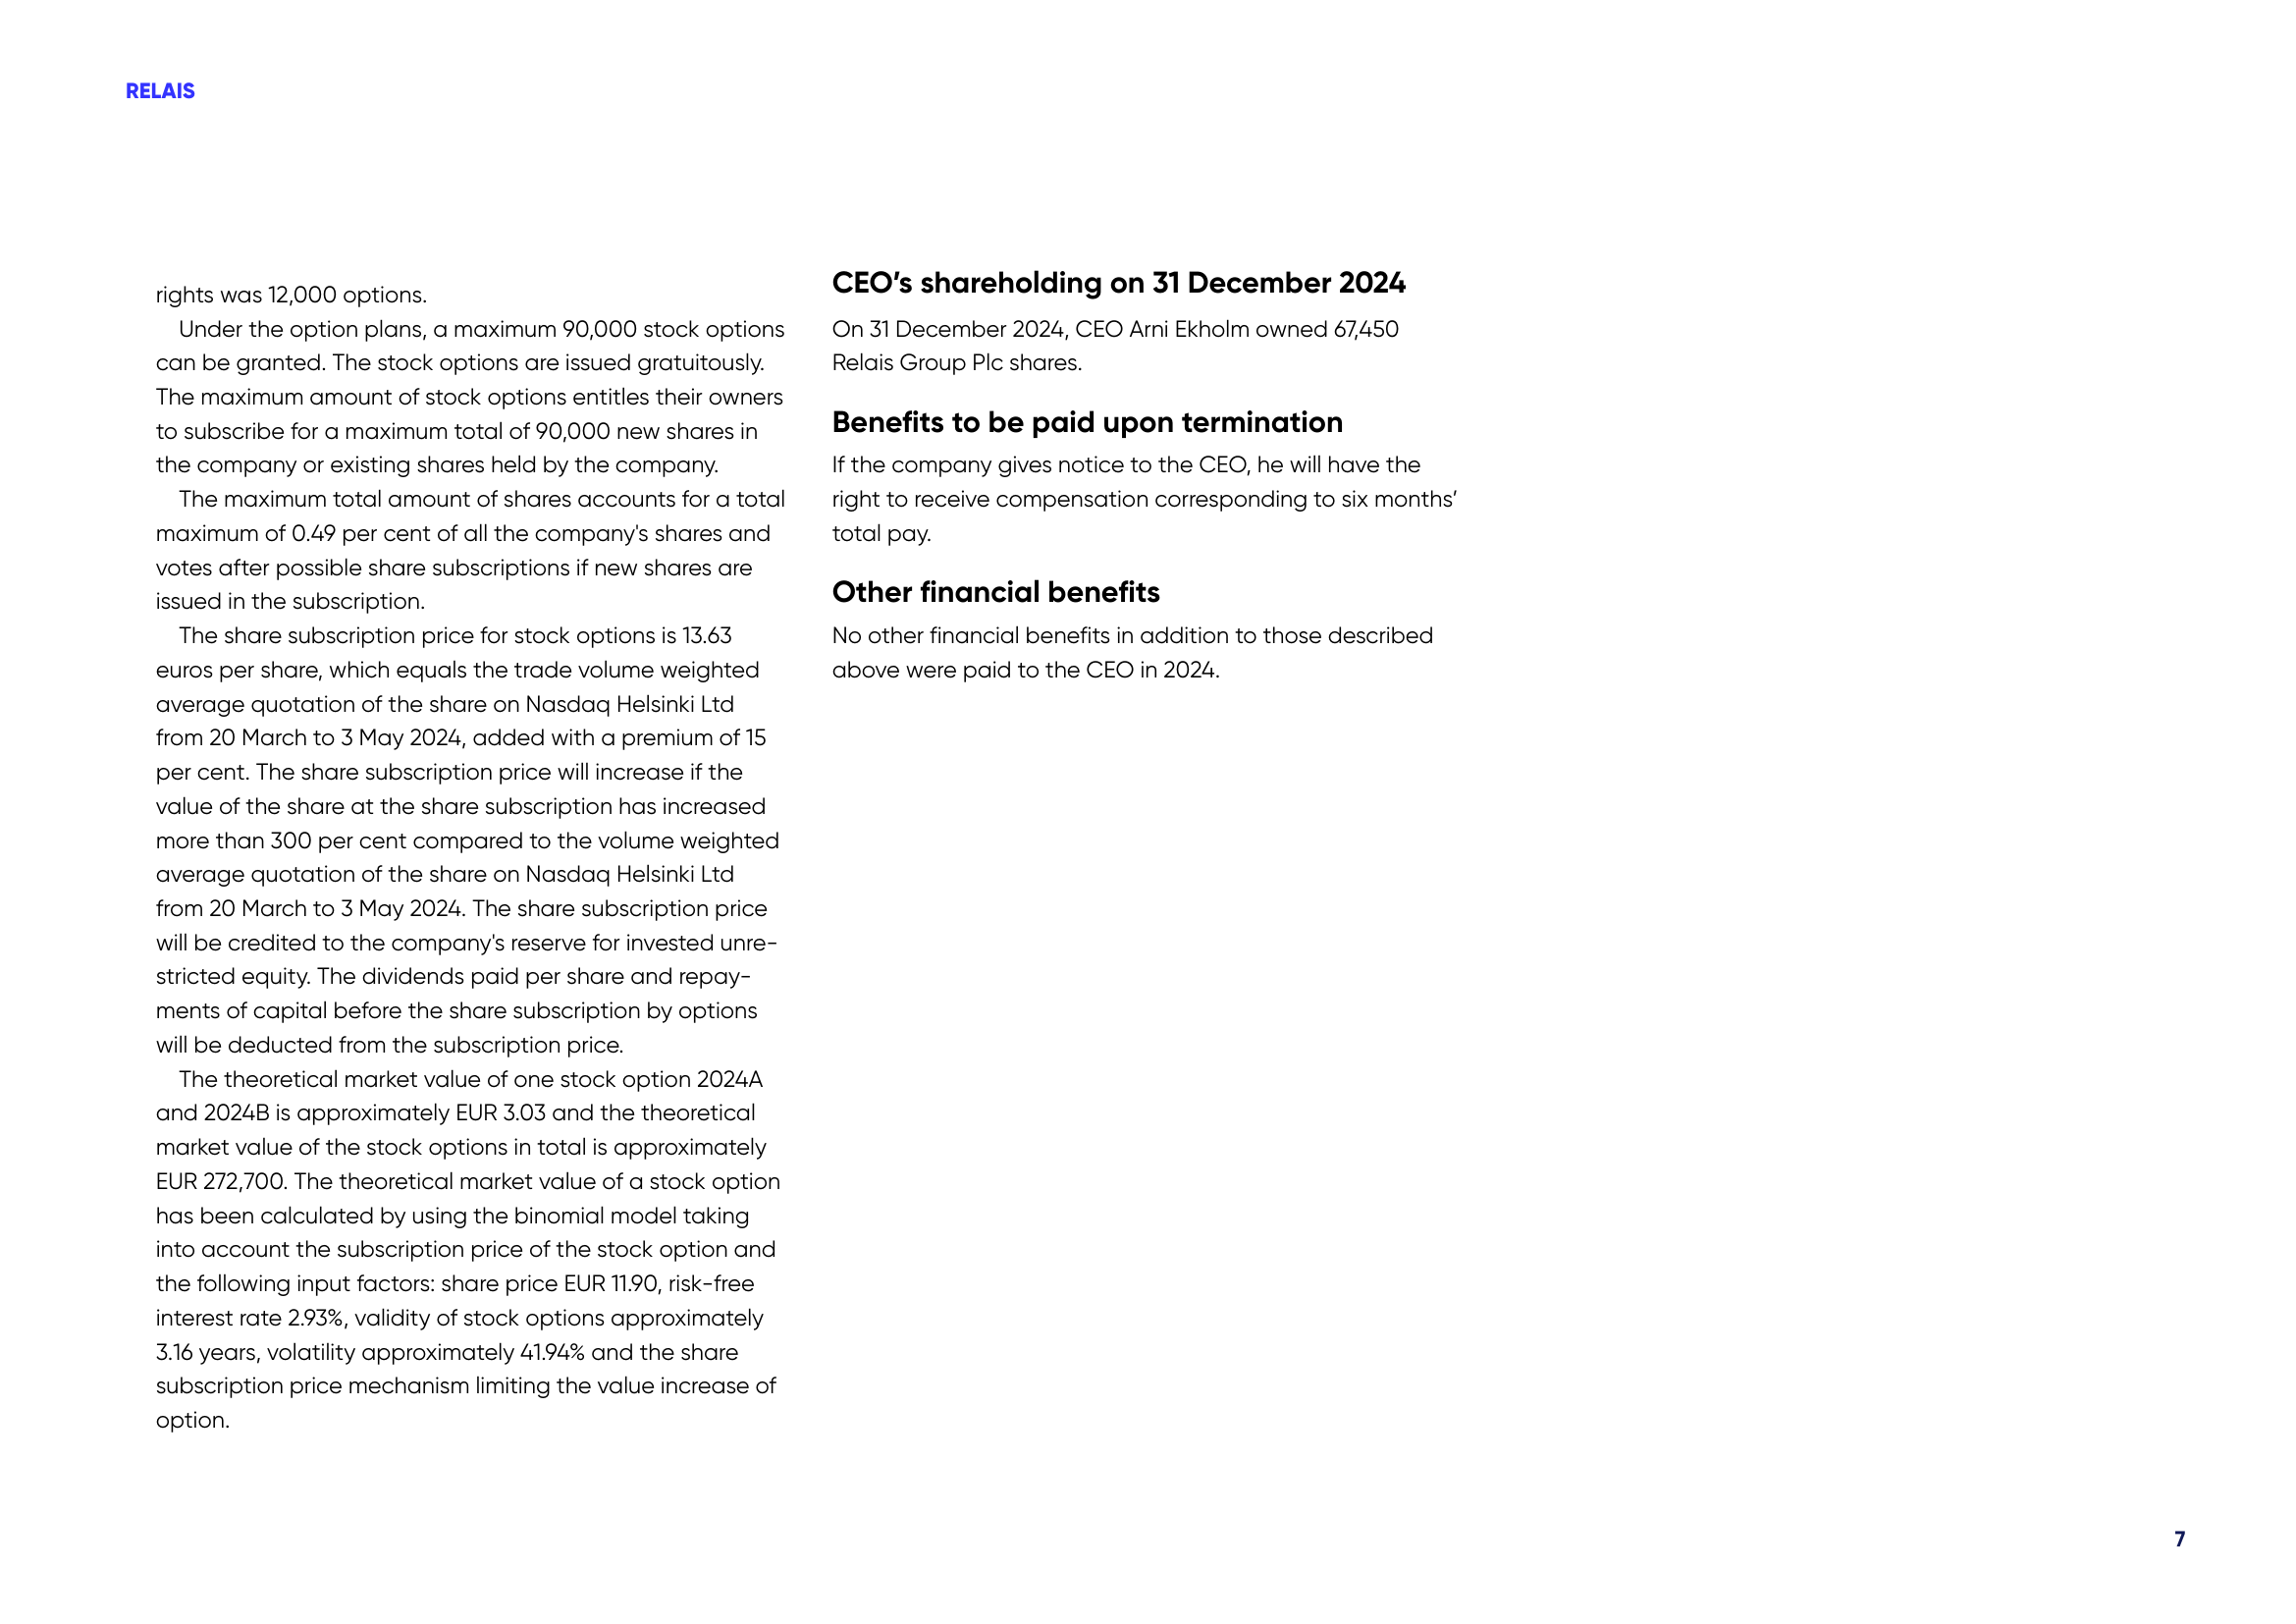 RELAIS
rights was 12,000 options.
Under the option plans, a maximum 90,000 stock options
can be granted. The stock options are issued gratuitously.
The maximum amount of stock options entitles their owners
to subscribe for a maximum total of 90,000 new shares in
the company or existing shares held by the company.
The maximum total amount of shares accounts for a total
maximum of 0.49 per cent of all the company's shares and
votes after possible share subscriptions if new shares are
issued in the subscription.
The share subscription price for stock options is 13.63
euros per share, which equals the trade volume weighted
average quotation of the share on Nasdaq Helsinki Ltd
from 20 March to 3 May 2024, added with a premium of 15
per cent. The share subscription price will increase if the
value of the share at the share subscription has increased
more than 300 per cent compared to the volume weighted
average quotation of the share on Nasdaq Helsinki Ltd
from 20 March to 3 May 2024. The share subscription price
will be credited to the company's reserve for invested unre-
stricted equity. The dividends paid per share and repay-
ments of capital before the share subscription by options
will be deducted from the subscription price.
The theoretical market value of one stock option 2024A
and 2024B is approximately EUR 3.03 and the theoretical
market value of the stock options in total is approximately
EUR 272,700. The theoretical market value of a stock option
has been calculated by using the binomial model taking
into account the subscription price of the stock option and
the following input factors: share price EUR 11.90, risk-free
interest rate 2.93%, validity of stock options approximately
3.16 years, volatility approximately 41.94% and the share
subscription price mechanism limiting the value increase of
option.
CEO’s shareholding on 31 December 2024
On 31 December 2024, CEO Arni Ekholm owned 67,450
Relais Group Plc shares.
Benefits to be paid upon termination
If the company gives notice to the CEO, he will have the
right to receive compensation corresponding to six months’
total pay.
Other financial benefits
No other financial benefits in addition to those described
above were paid to the CEO in 2024.
7